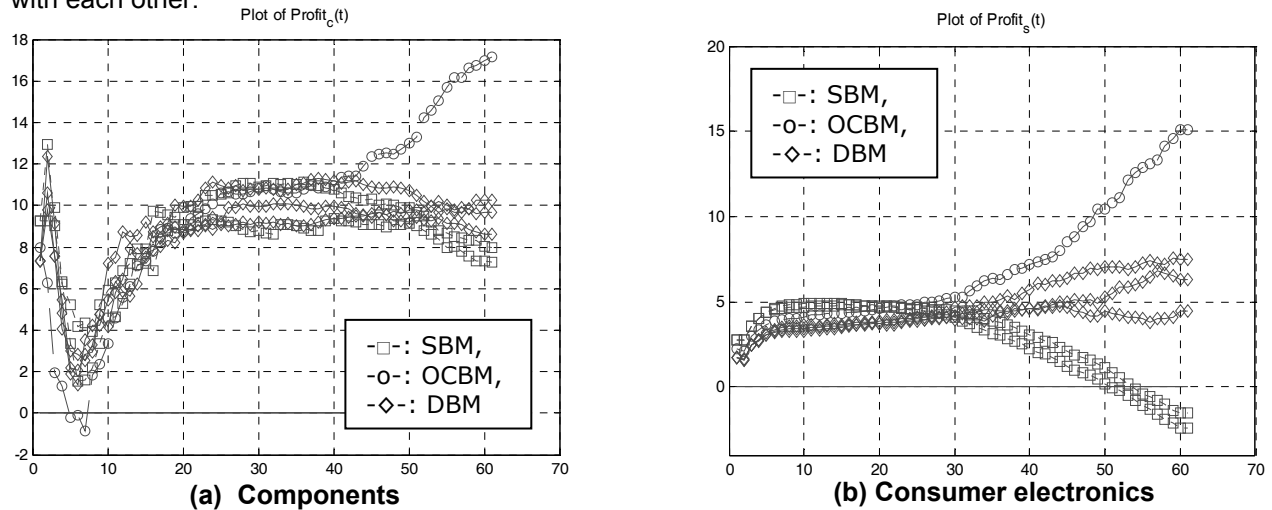 with each other.
Plot of Profitc(t)
18
16
14
12
10
8
6
4
2
0
-2
0
10
20
30
40
50
60
70
-□-: SBM,
-o-: OCBM,
-◇-: DBM
(a) Components
Plot of Profits(t)
20
15
10
5
0
0
10
20
30
40
50
60
70
-□-: SBM,
-o-: OCBM,
-◇-: DBM
(b) Consumer electronics